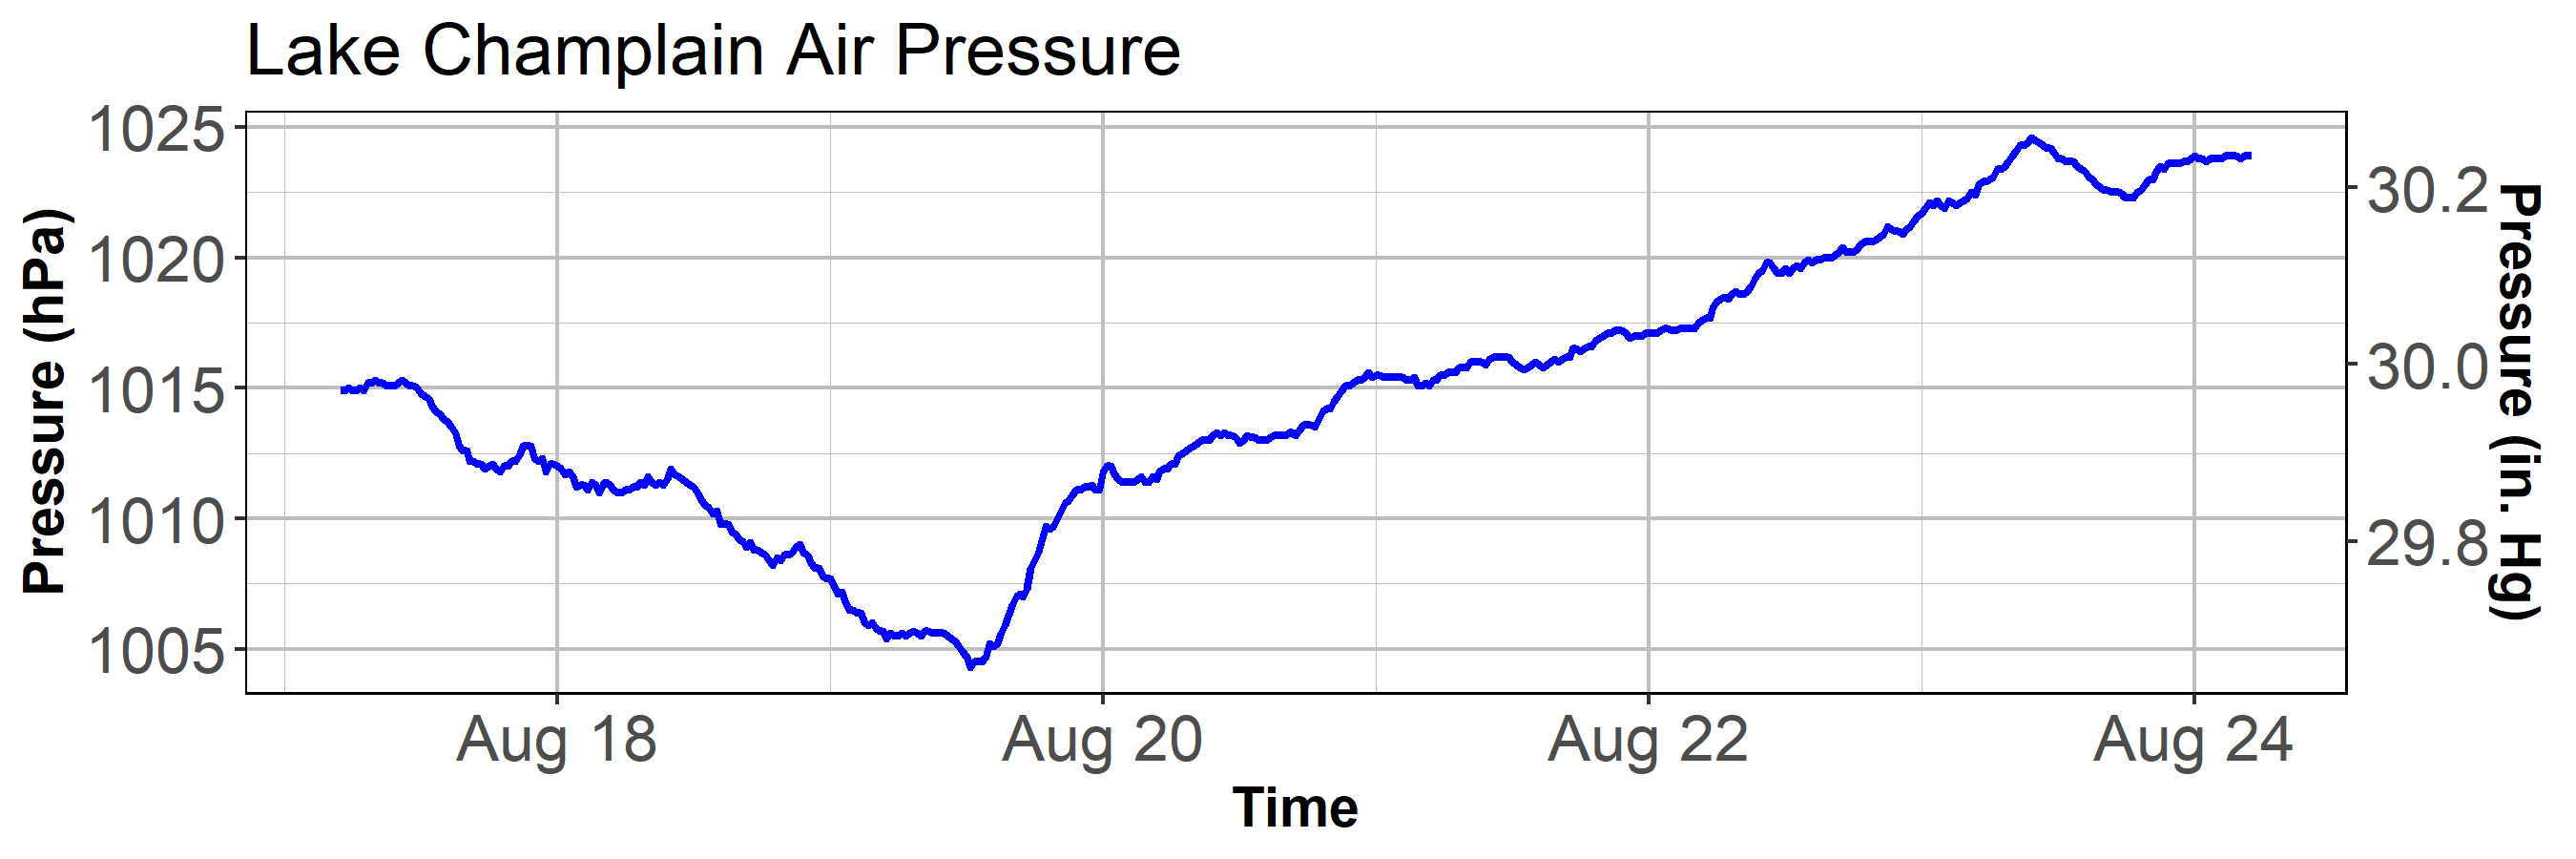 Lake Champlain Air Pressure
1025
1020
1015
1010
1005
Pressure (hPa)
30.2
30.0
29.8
Pressure (in. Hg)
Aug 18
Aug 20
Aug 22
Aug 24
Time